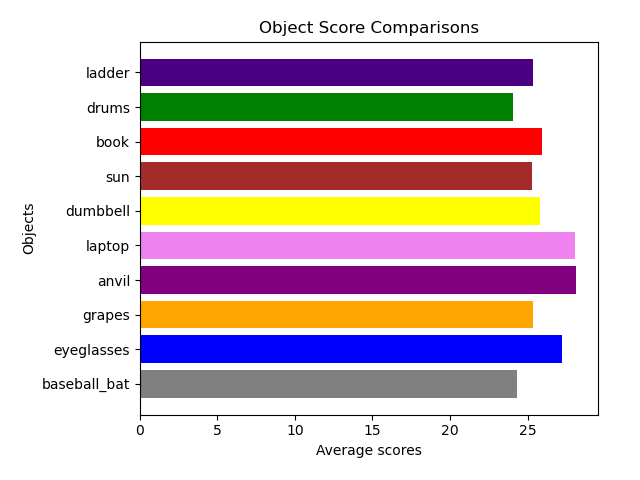 Object Score Comparisons
ladder
drums
book
sun
dumbbell
laptop
anvil
grapes
eyeglasses
baseball_bat
Objects
0 5 10 15 20 25
Average scores